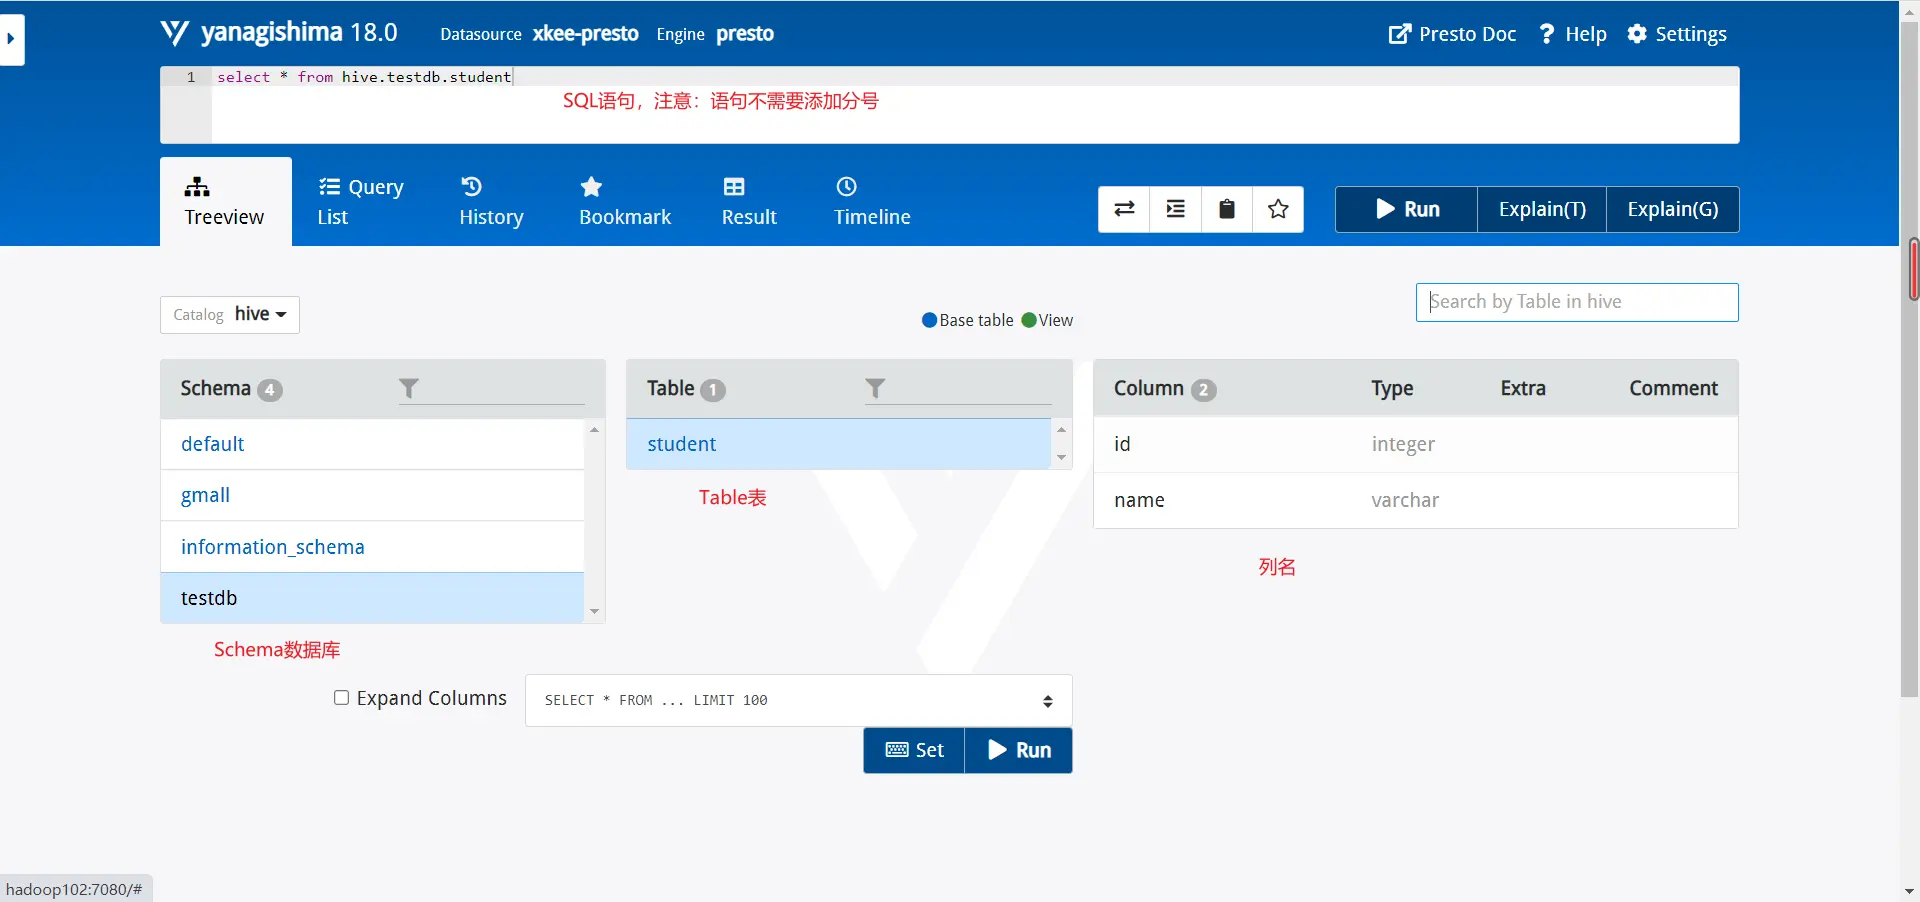 yanagishima 18.0 Datasource xkee-presto Engine presto Presto Doc ? Help Settings
1 select * from hive.testdb.student
SQL语句，注意：语句不需要添加分号
Treeview
Query List
History
Bookmark
Result
Timeline
Run Explain(T) Explain(G)
Catalog hive
Base table View
Search by Table in hive
Schema 4
default
gmall
information_schema
testdb
Schema数据库
Table 1
student
Table表
Column 2 Type Extra Comment
id integer
name varchar
列名
Expand Columns SELECT * FROM ... LIMIT 100
Set Run
hadoop102:7080/#